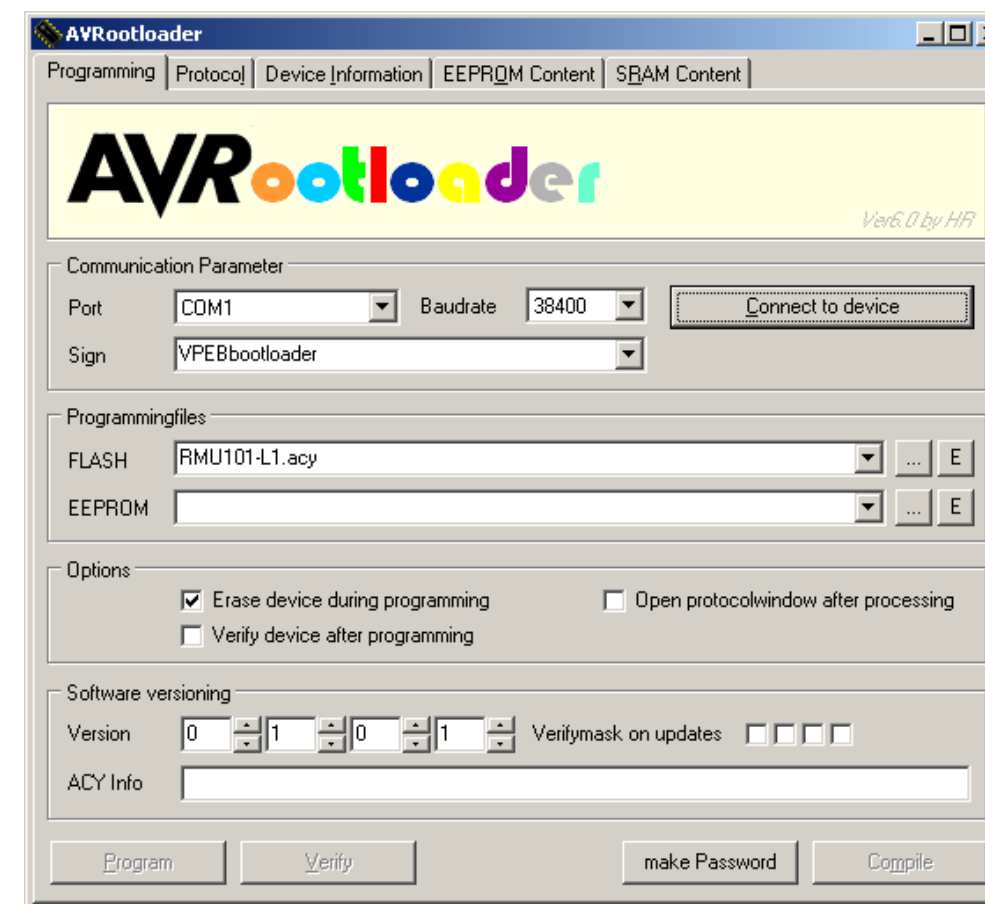 AVRootloader
Programming Protocol Device Information EEPROM Content SRAM Content
AVRootloader
Ver6.0 by HR
Communication Parameter
Port COM1 Baudrate 38400 Connect to device
Sign VPEBbootloader
Programmingfiles
FLASH RMU101-L1.acy ... E
EEPROM ... E
Options
Erase device during programming Open protocolwindow after processing
Verify device after programming
Software versioning
Version 0 1 0 1 Verifymask on updates
ACY Info
Program Verify make Password Compile